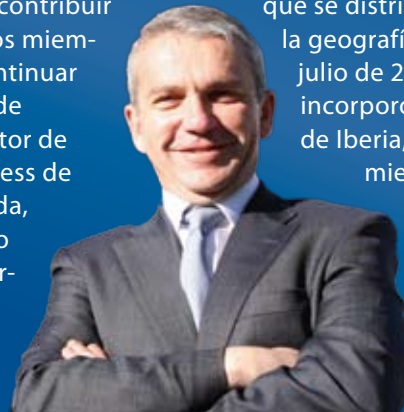 contribuir
os miem-
ntinuar
de
tor de
ess de
da,
o
r-
que se distri
la geografí
julio de 2
incorporó
de Iberia,
mie